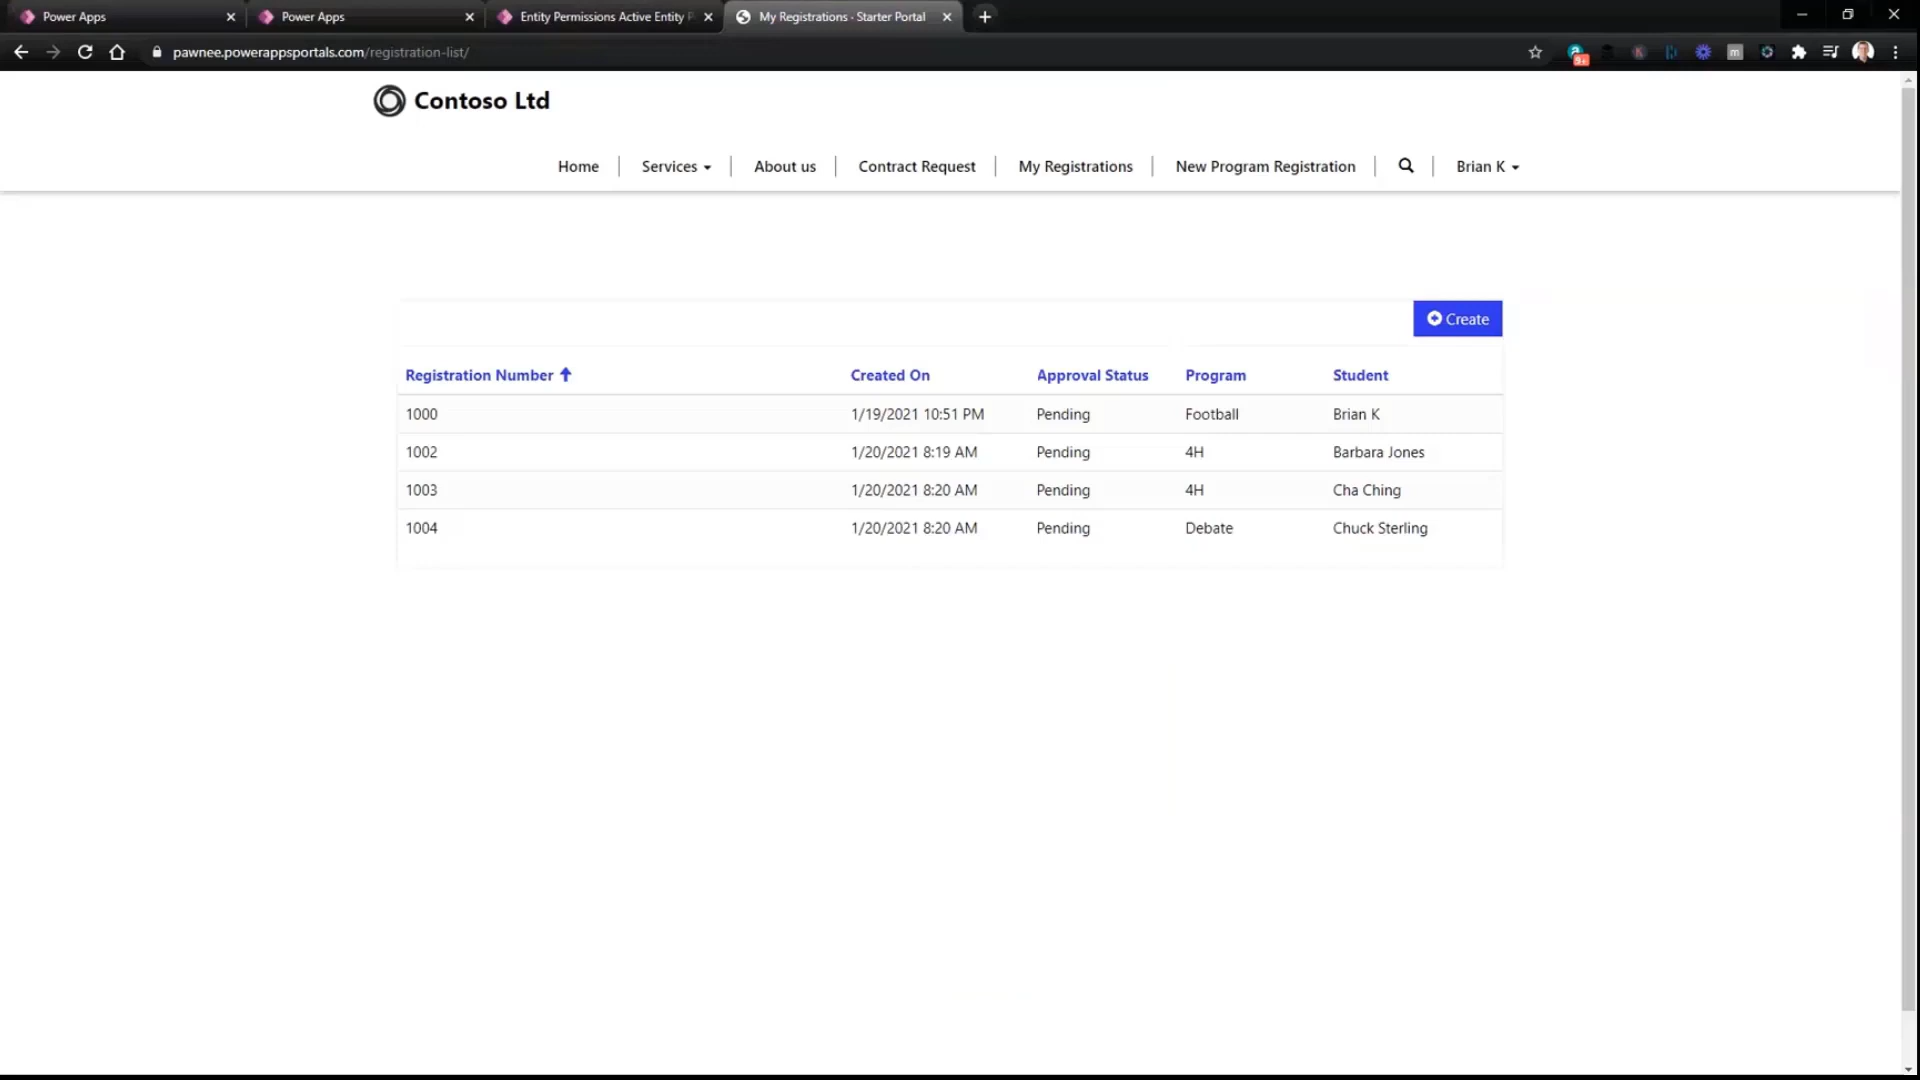 Power Apps
Power Apps
Entity Permissions Active Entity
My Registrations · Starter Portal
pawnee.powerappsportals.com/registration-list/
9+
Contoso Ltd
Home Services About us Contract Request My Registrations New Program Registration Brian K
Create
Registration Number Created On Approval Status Program Student
1000 1/19/2021 10:51 PM Pending Football Brian K
1002 1/20/2021 8:19 AM Pending 4H Barbara Jones
1003 1/20/2021 8:20 AM Pending 4H Cha Ching
1004 1/20/2021 8:20 AM Pending Debate Chuck Sterling